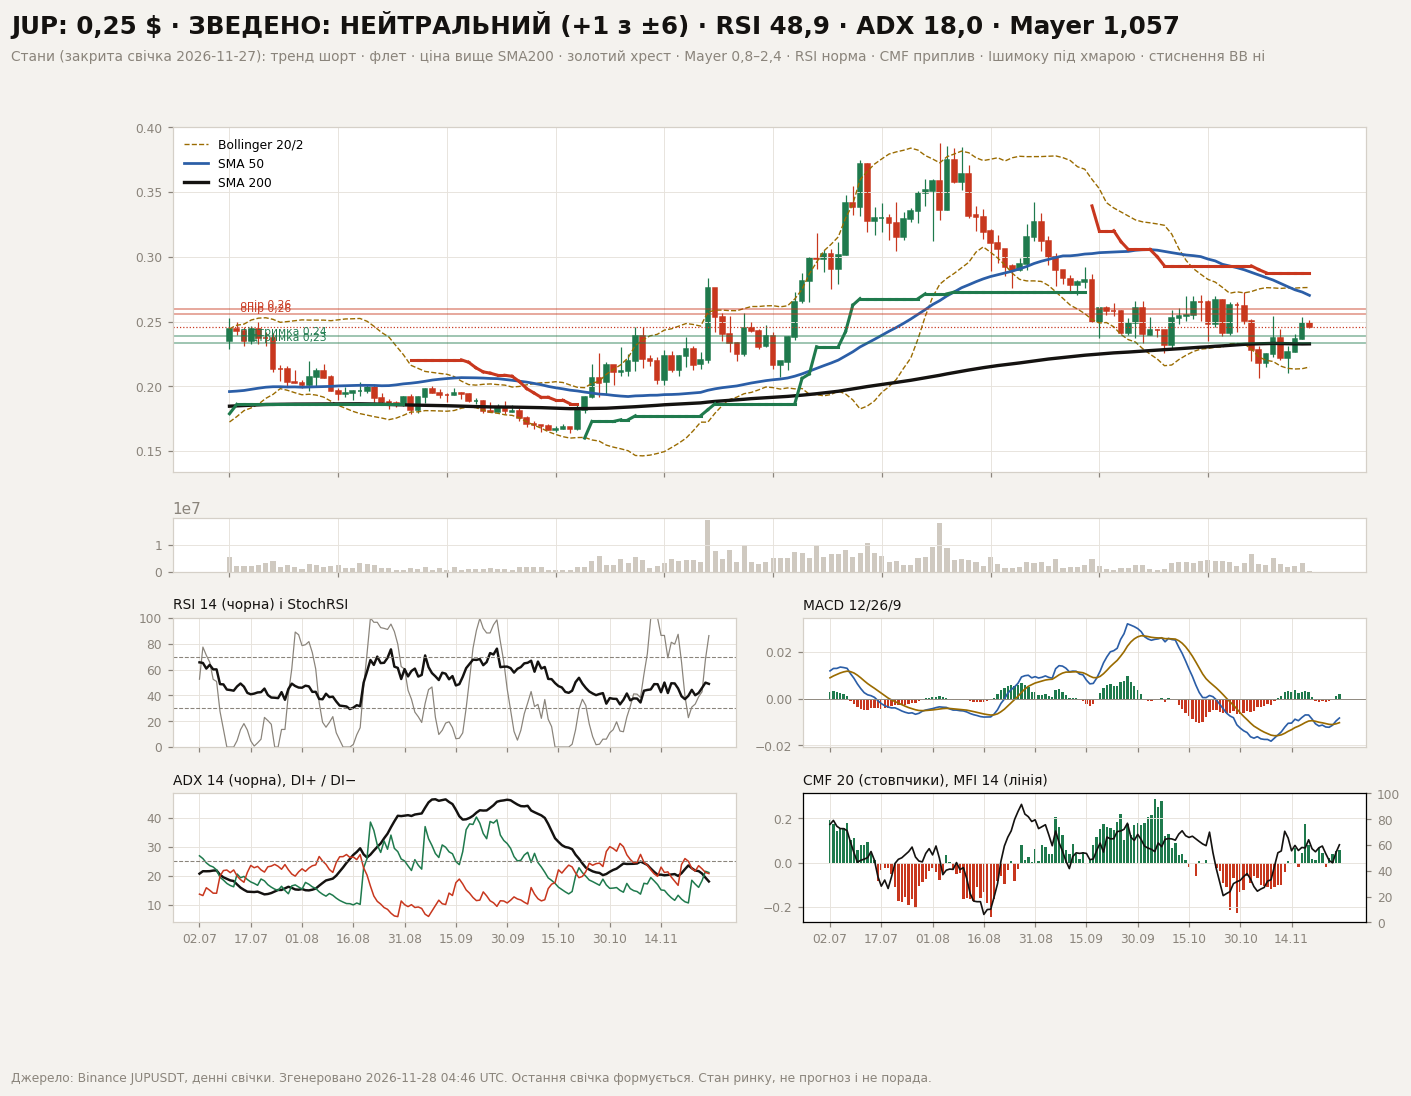 JUP: 0,25 $ · ЗВЕДЕНО: НЕЙТРАЛЬНИЙ (+1 з ±6) · RSI 48,9 · ADX 18,0 · Mayer 1,057
Стани (закрита свічка 2026-11-27): тренд шорт · флет · ціна вище SMA200 · золотий хрест · Mayer 0,8–2,4 · RSI норма · CMF приплив · Ішимоку під хмарою · стиснення BB ні
0.40
0.35
0.30
0.25
0.20
0.15
Bollinger 20/2
SMA 50
SMA 200
опір 0,26
опір 0,26
0,24
0,23
1e7
1
0
RSI 14 (чорна) і StochRSI
100
80
60
40
20
0
MACD 12/26/9
0.02
0.00
−0.02
ADX 14 (чорна), DI+ / DI−
40
30
20
10
02.07 17.07 01.08 16.08 31.08 15.09 30.09 15.10 30.10 14.11
CMF 20 (стовпчики), MFI 14 (лінія)
0.2
0.0
−0.2
100
80
60
40
20
0
02.07 17.07 01.08 16.08 31.08 15.09 30.09 15.10 30.10 14.11
Джерело: Binance JUPUSDT, денні свічки. Згенеровано 2026-11-28 04:46 UTC. Остання свічка формується. Стан ринку, не прогноз і не порада.